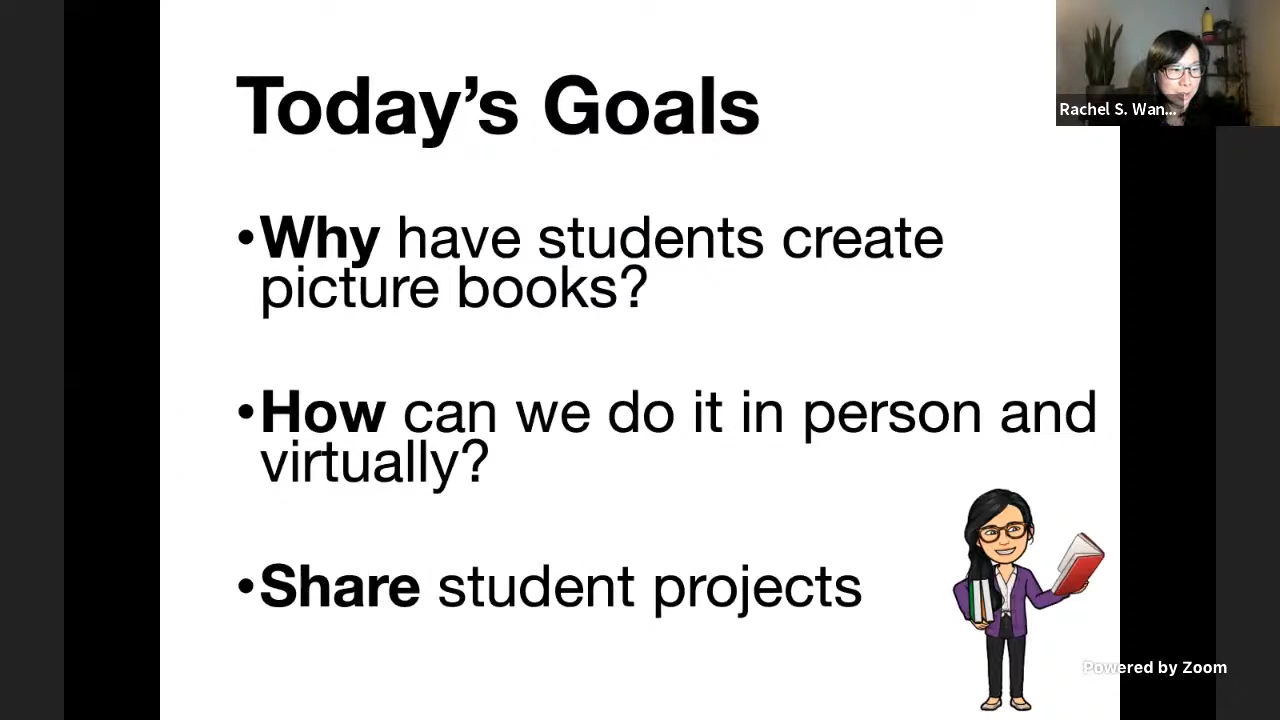 Today's Goals
Rachel S. Wan...
•Why have students create
picture books?
•How can we do it in person and
virtually?
•Share student projects
Powered by Zoom